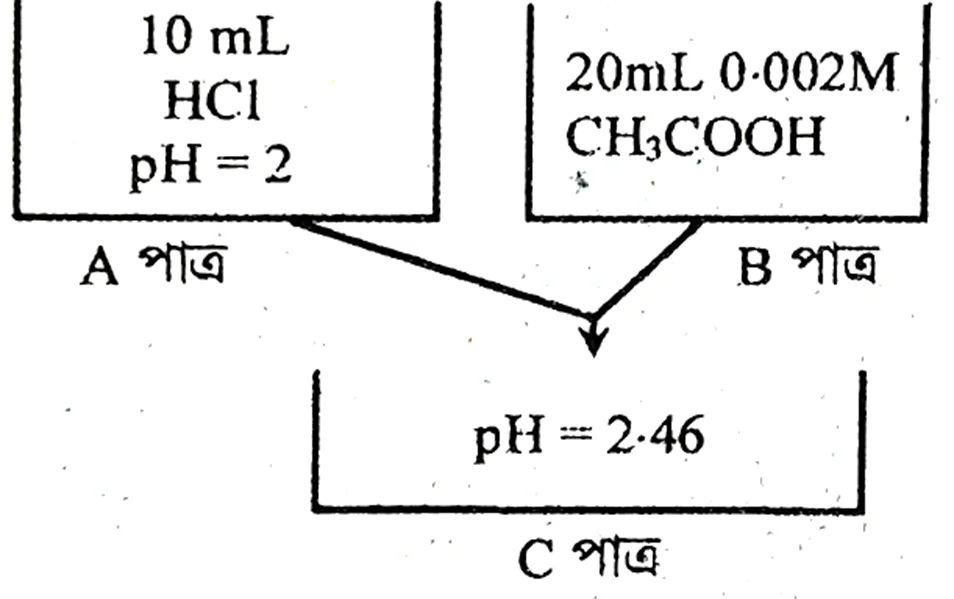 10 mL
HCl
pH = 2
20mL 0·002M
CH₃COOH
A পাত্র
B পাত্র
pH = 2·46
C পাত্র